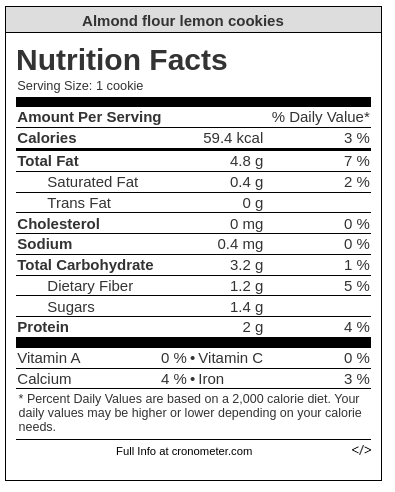 Almond flour lemon cookies
Nutrition Facts
Serving Size: 1 cookie
Amount Per Serving % Daily Value*
Calories 59.4 kcal 3 %
Total Fat 4.8 g 7 %
Saturated Fat 0.4 g 2 %
Trans Fat 0 g
Cholesterol 0 mg 0 %
Sodium 0.4 mg 0 %
Total Carbohydrate 3.2 g 1 %
Dietary Fiber 1.2 g 5 %
Sugars 1.4 g
Protein 2 g 4 %
Vitamin A 0 % • Vitamin C 0 %
Calcium 4 % • Iron 3 %
* Percent Daily Values are based on a 2,000 calorie diet. Your
daily values may be higher or lower depending on your calorie
needs.
Full Info at cronometer.com </>